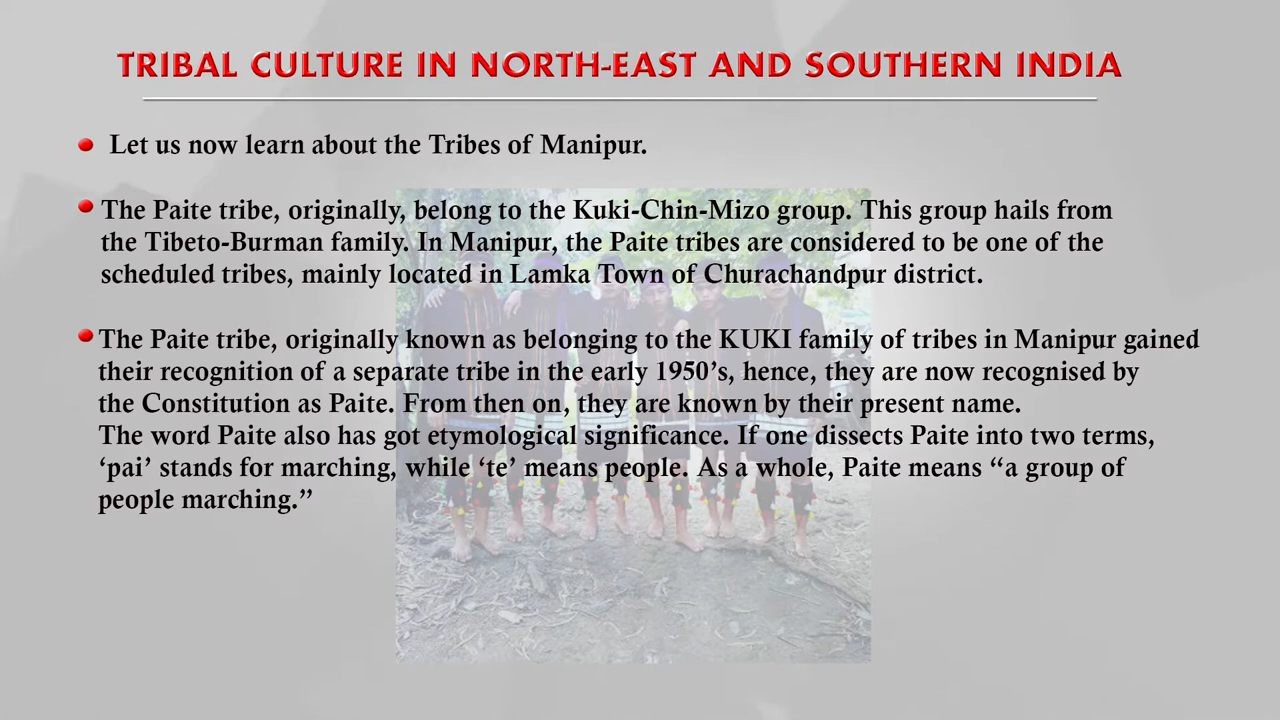 TRIBAL CULTURE IN NORTH-EAST AND SOUTHERN INDIA
Let us now learn about the Tribes of Manipur.
The Paite tribe, originally, belong to the Kuki-Chin-Mizo group. This group hails from
the Tibeto-Burman family. In Manipur, the Paite tribes are considered to be one of the
scheduled tribes, mainly located in Lamka Town of Churachandpur district.
The Paite tribe, originally known as belonging to the KUKI family of tribes in Manipur gained
their recognition of a separate tribe in the early 1950’s, hence, they are now recognised by
the Constitution as Paite. From then on, they are known by their present name.
The word Paite also has got etymological significance. If one dissects Paite into two terms,
‘pai’ stands for marching, while ‘te’ means people. As a whole, Paite means “a group of
people marching.”